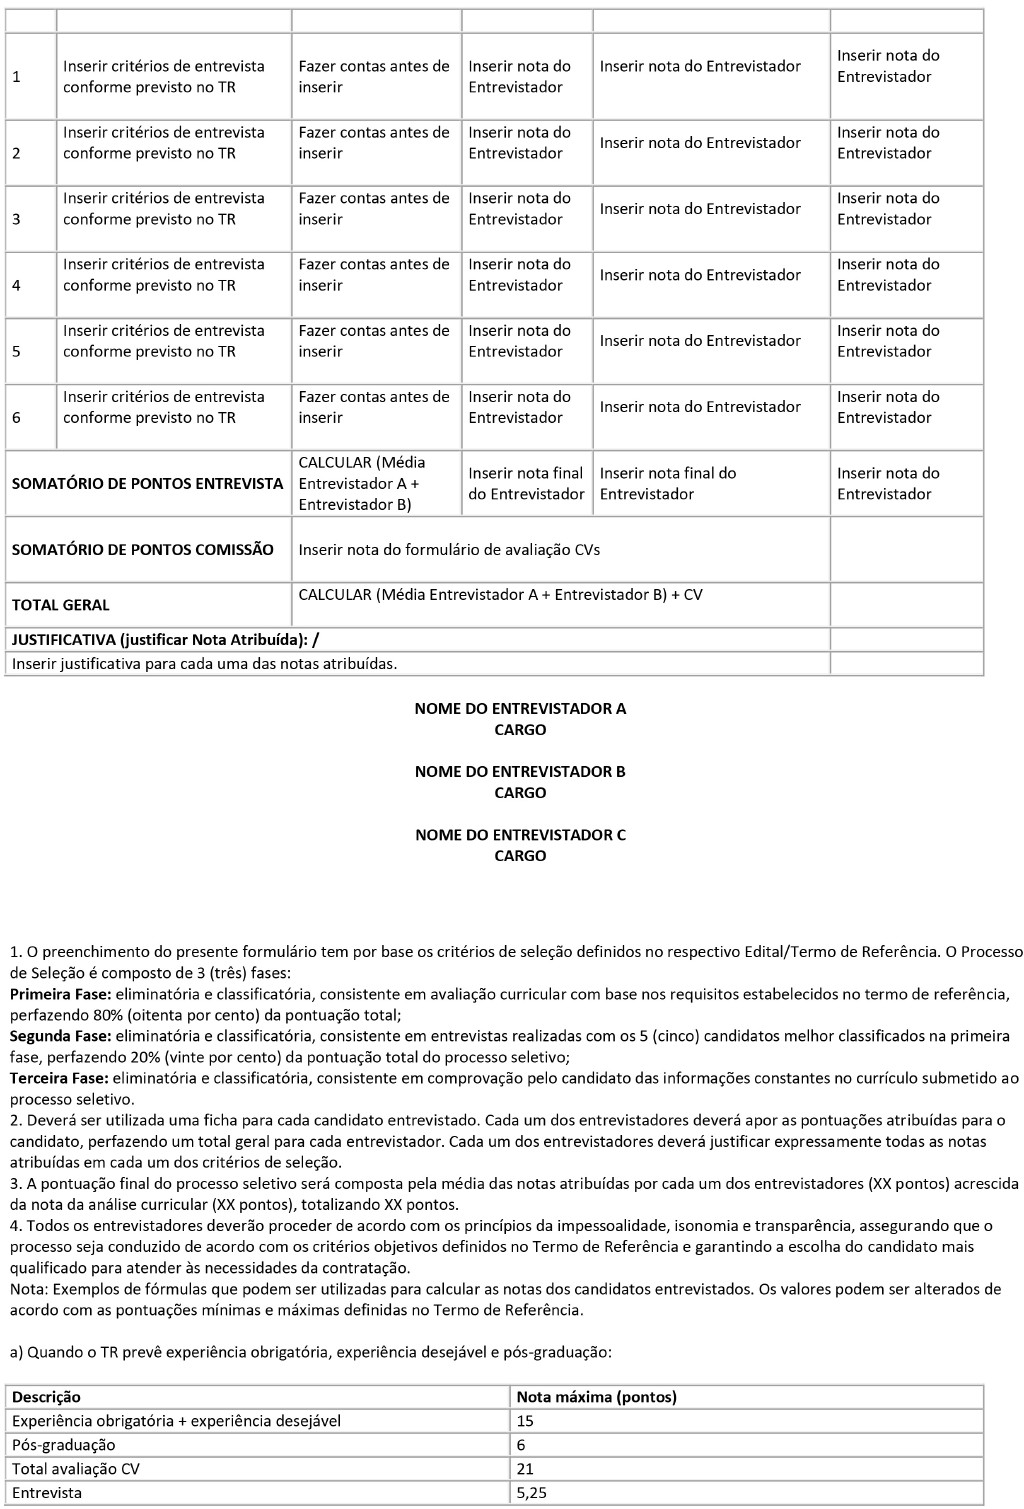 1
Inserir critérios de entrevista
conforme previsto no TR
Fazer contas antes de
inserir
Inserir nota do
Entrevistador
Inserir nota do Entrevistador
Inserir nota do
Entrevistador
2
Inserir critérios de entrevista
conforme previsto no TR
Fazer contas antes de
inserir
Inserir nota do
Entrevistador
Inserir nota do Entrevistador
Inserir nota do
Entrevistador
3
Inserir critérios de entrevista
conforme previsto no TR
Fazer contas antes de
inserir
Inserir nota do
Entrevistador
Inserir nota do Entrevistador
Inserir nota do
Entrevistador
4
Inserir critérios de entrevista
conforme previsto no TR
Fazer contas antes de
inserir
Inserir nota do
Entrevistador
Inserir nota do Entrevistador
Inserir nota do
Entrevistador
5
Inserir critérios de entrevista
conforme previsto no TR
Fazer contas antes de
inserir
Inserir nota do
Entrevistador
Inserir nota do Entrevistador
Inserir nota do
Entrevistador
6
Inserir critérios de entrevista
conforme previsto no TR
Fazer contas antes de
inserir
Inserir nota do
Entrevistador
Inserir nota do Entrevistador
Inserir nota do
Entrevistador
SOMATÓRIO DE PONTOS ENTREVISTA
CALCULAR (Média
Entrevistador A +
Entrevistador B)
Inserir nota final
do Entrevistador
Inserir nota final do
Entrevistador
Inserir nota do
Entrevistador
SOMATÓRIO DE PONTOS COMISSÃO
Inserir nota do formulário de avaliação CVs
TOTAL GERAL
CALCULAR (Média Entrevistador A + Entrevistador B) + CV
JUSTIFICATIVA (justificar Nota Atribuída): /
Inserir justificativa para cada uma das notas atribuídas.
NOME DO ENTREVISTADOR A
CARGO
NOME DO ENTREVISTADOR B
CARGO
NOME DO ENTREVISTADOR C
CARGO
1. O preenchimento do presente formulário tem por base os critérios de seleção definidos no respectivo Edital/Termo de Referência. O Processo
de Seleção é composto de 3 (três) fases:
Primeira Fase: eliminatória e classificatória, consistente em avaliação curricular com base nos requisitos estabelecidos no termo de referência,
perfazendo 80% (oitenta por cento) da pontuação total;
Segunda Fase: eliminatória e classificatória, consistente em entrevistas realizadas com os 5 (cinco) candidatos melhor classificados na primeira
fase, perfazendo 20% (vinte por cento) da pontuação total do processo seletivo;
Terceira Fase: eliminatória e classificatória, consistente em comprovação pelo candidato das informações constantes no currículo submetido ao
processo seletivo.
2. Deverá ser utilizada uma ficha para cada candidato entrevistado. Cada um dos entrevistadores deverá apor as pontuações atribuídas para o
candidato, perfazendo um total geral para cada entrevistador. Cada um dos entrevistadores deverá justificar expressamente todas as notas
atribuídas em cada um dos critérios de seleção.
3. A pontuação final do processo seletivo será composta pela média das notas atribuídas por cada um dos entrevistadores (XX pontos) acrescida
da nota da análise curricular (XX pontos), totalizando XX pontos.
4. Todos os entrevistadores deverão proceder de acordo com os princípios da impessoalidade, isonomia e transparência, assegurando que o
processo seja conduzido de acordo com os critérios objetivos definidos no Termo de Referência e garantindo a escolha do candidato mais
qualificado para atender às necessidades da contratação.
Nota: Exemplos de fórmulas que podem ser utilizadas para calcular as notas dos candidatos entrevistados. Os valores podem ser alterados de
acordo com as pontuações mínimas e máximas definidas no Termo de Referência.
a) Quando o TR prevê experiência obrigatória, experiência desejável e pós-graduação:
Descrição
Nota máxima (pontos)
Experiência obrigatória + experiência desejável
15
Pós-graduação
6
Total avaliação CV
21
Entrevista
5,25